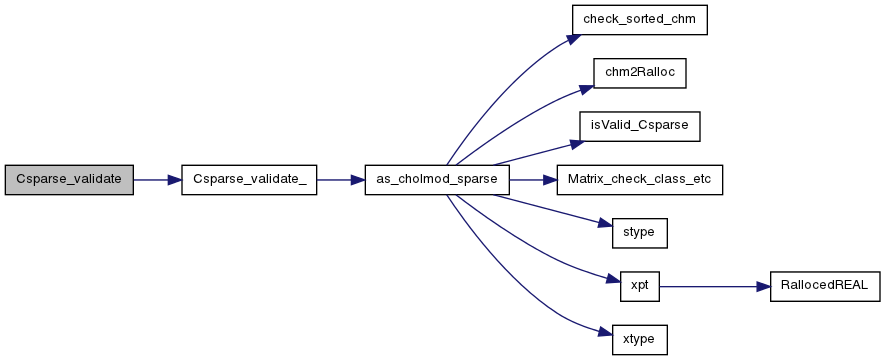 check_sorted_chm
chm2Ralloc
isValid_Csparse
Csparse_validate
Csparse_validate_
as_cholmod_sparse
Matrix_check_class_etc
stype
xpt
RallocedREAL
xtype